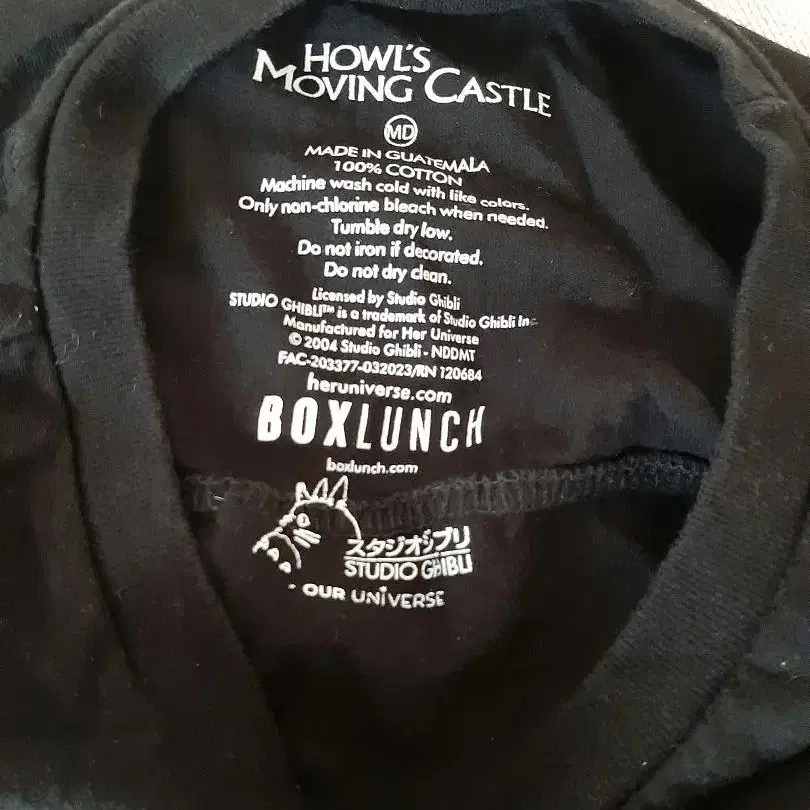 HOWL'S
MOVING CASTLE
MD
MADE IN GUATEMALA
100% COTTON
Machine wash cold with like colors.
Only non-chlorine bleach when needed.
Tumble dry low.
Do not iron if decorated.
Do not dry clean.
Licensed by Studio Ghibli
STUDIO GHIBLI™ is a trademark of Studio Ghibli Inc.
Manufactured for Her Universe
© 2004 Studio Ghibli - NDDMT
FAC-203377-032023/RN 120684
heruniverse.com
BOXLUNCH
boxlunch.com
スタジオジブリ
STUDIO GHIBLI
OUR UNIVERSE